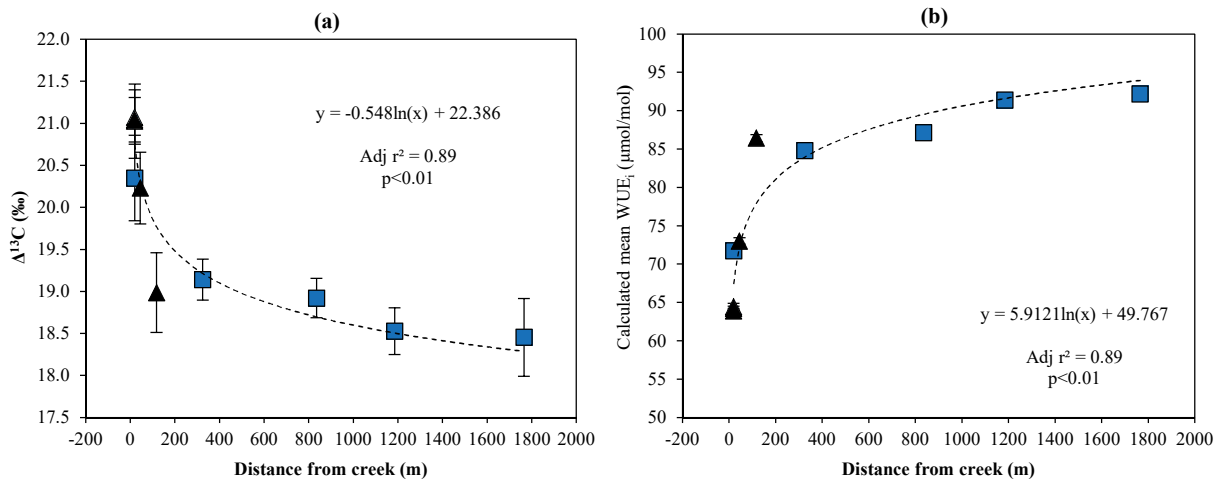 (a)
22.0
21.5
21.0
20.5
20.0
19.5
19.0
18.5
18.0
17.5
Δ¹³C (‰)
y = -0.548ln(x) + 22.386
Adj r² = 0.89
p<0.01
-200 0 200 400 600 800 1000 1200 1400 1600 1800 2000
Distance from creek (m)
(b)
100
95
90
85
80
75
70
65
60
55
50
Calculated mean WUEᵢ (µmol/mol)
y = 5.9121ln(x) + 49.767
Adj r² = 0.89
p<0.01
-200 0 200 400 600 800 1000 1200 1400 1600 1800 2000
Distance from creek (m)